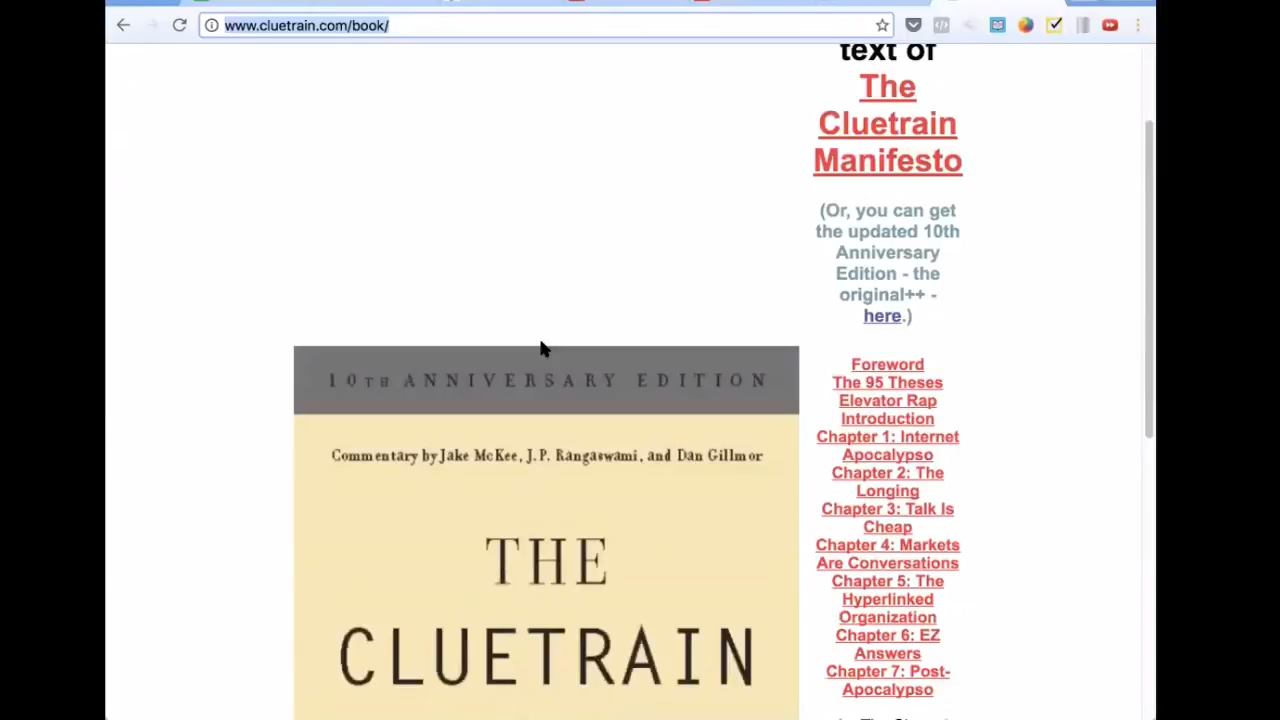 www.cluetrain.com/book/
text of
The
Cluetrain
Manifesto
(Or, you can get
the updated 10th
Anniversary
Edition - the
original++ -
here.)
Foreword
The 95 Theses
Elevator Rap
Introduction
Chapter 1: Internet
Apocalypso
Chapter 2: The
Longing
Chapter 3: Talk Is
Cheap
Chapter 4: Markets
Are Conversations
Chapter 5: The
Hyperlinked
Organization
Chapter 6: EZ
Answers
Chapter 7: Post-
Apocalypso
10TH ANNIVERSARY EDITION
Commentary by Jake McKee, J.P. Rangaswami, and Dan Gillmor
THE
CLUETRAIN